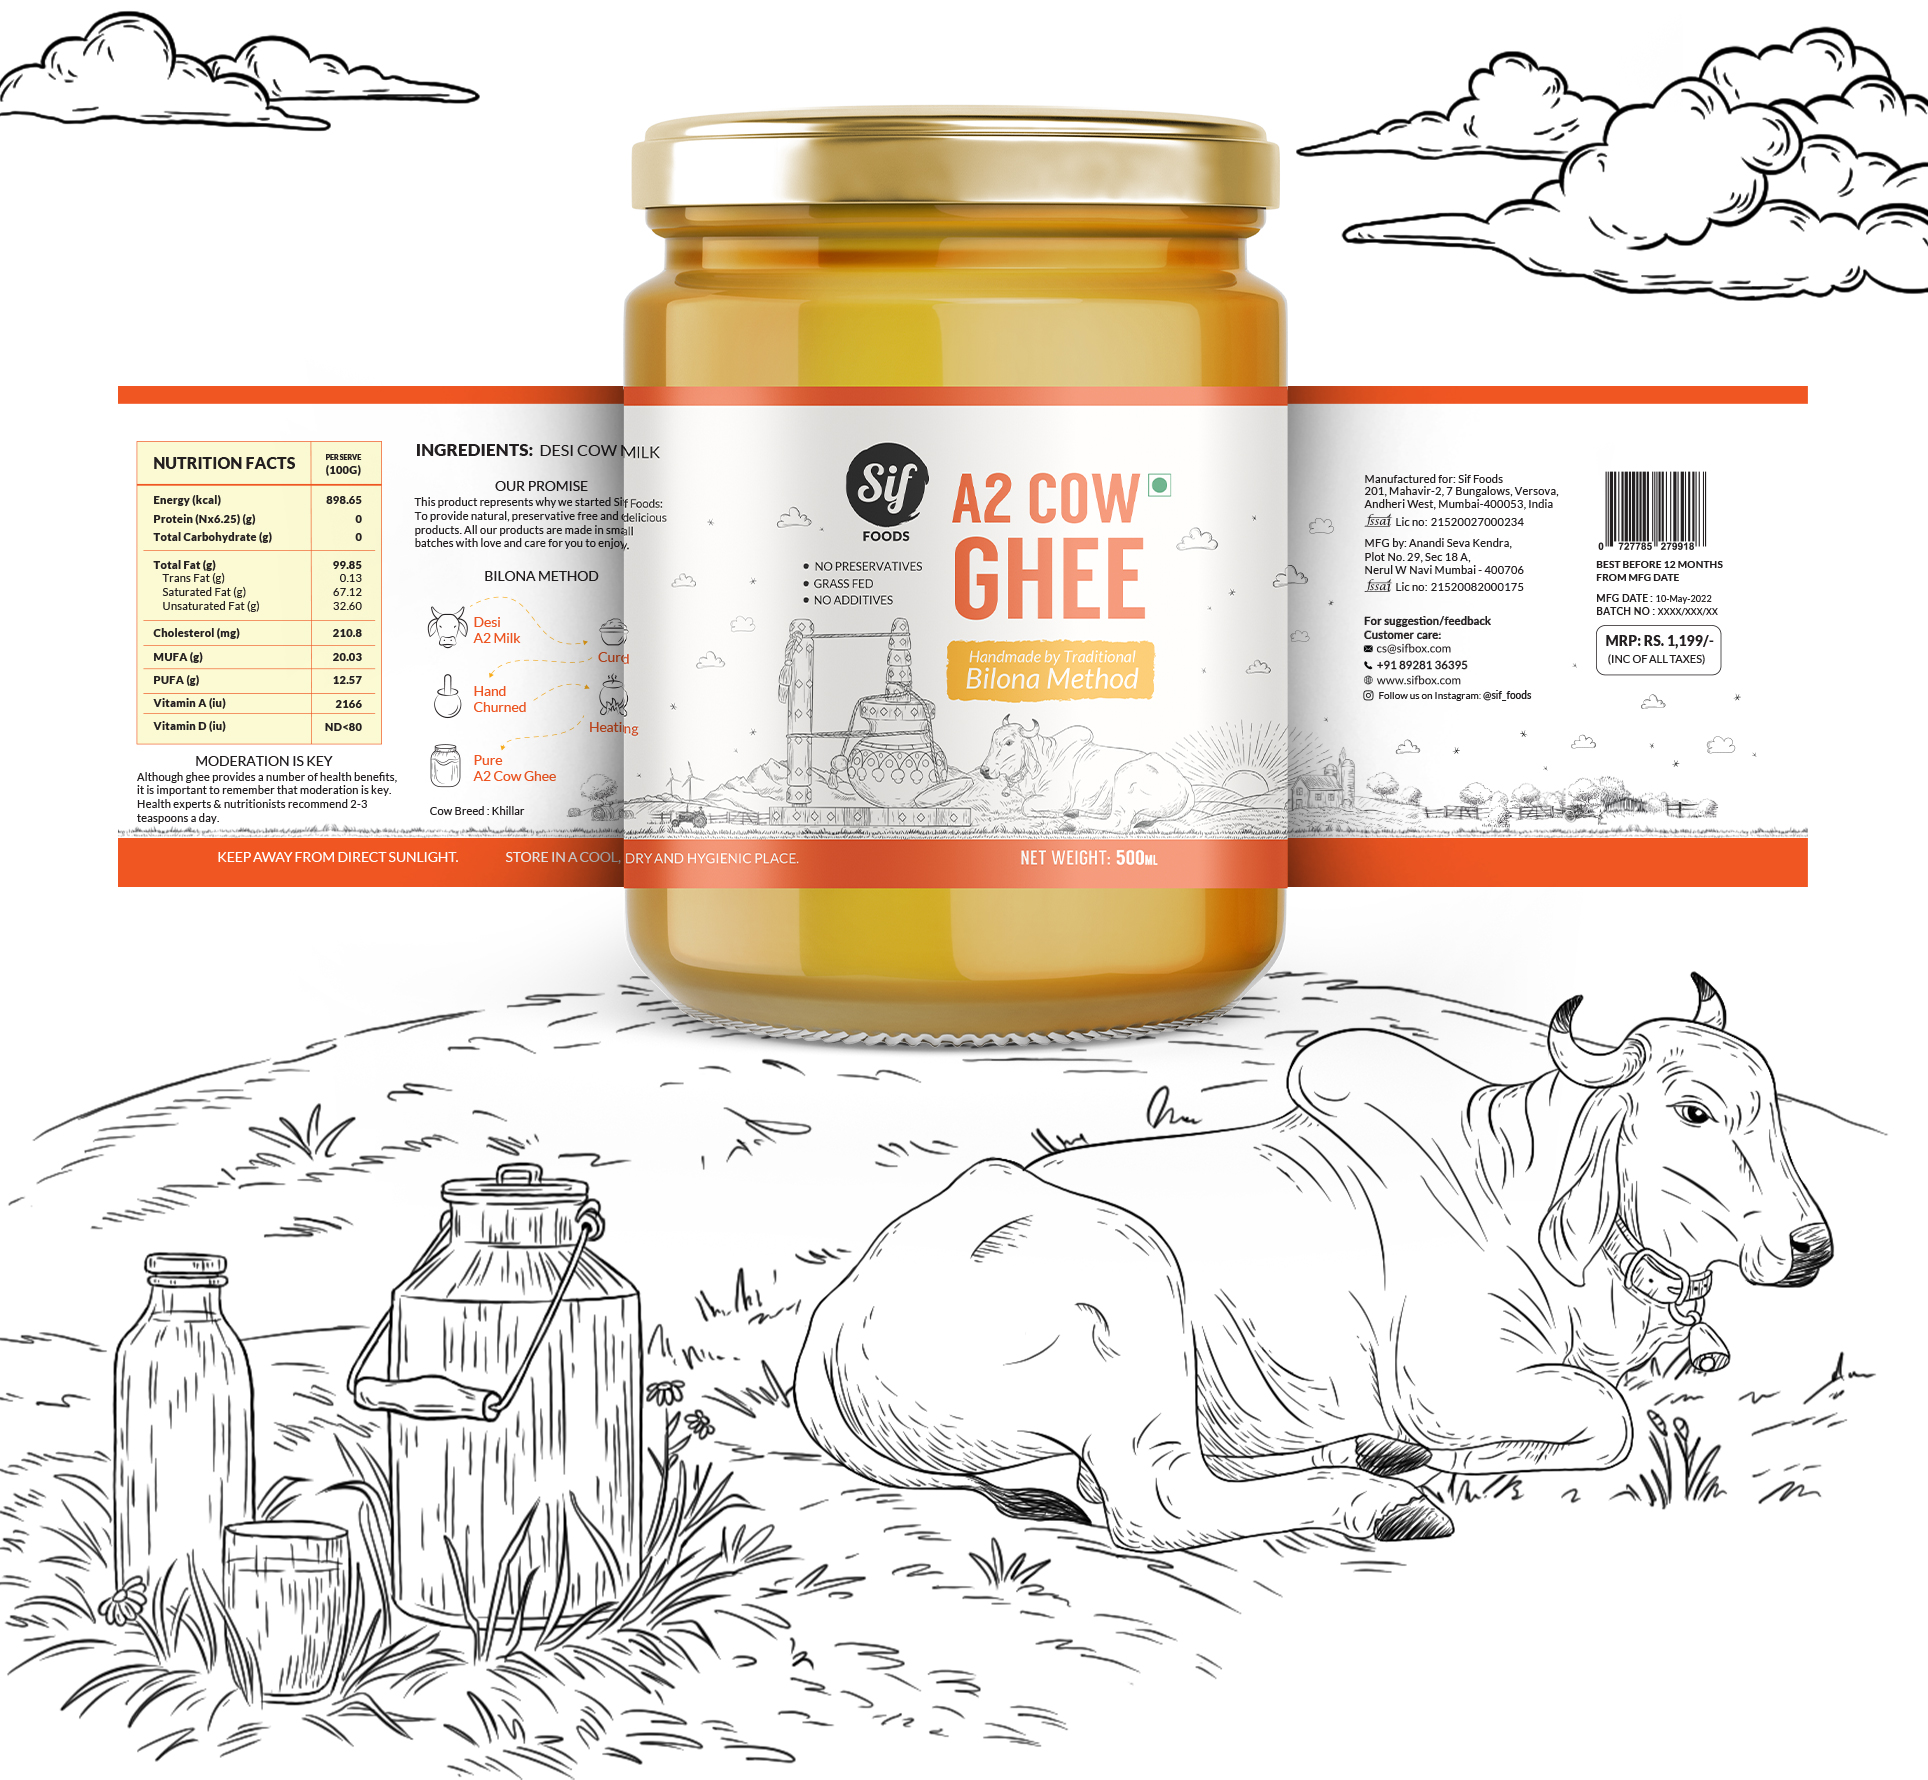 NUTRITION FACTS PER SERVE (100G)
Energy (kcal) 898.65
Protein (Nx6.25) (g) 0
Total Carbohydrate (g) 0
Total Fat (g) 99.85
Trans Fat (g) 0.13
Saturated Fat (g) 67.12
Unsaturated Fat (g) 32.60
Cholesterol (mg) 210.8
MUFA (g) 20.03
PUFA (g) 12.57
Vitamin A (iu) 2166
Vitamin D (iu) ND<80
MODERATION IS KEY
Although ghee provides a number of health benefits,
it is important to remember that moderation is key.
Health experts & nutritionists recommend 2-3
teaspoons a day.
INGREDIENTS: DESI COW MILK
OUR PROMISE
This product represents why we started Sif Foods:
To provide natural, preservative free and delicious
products. All our products are made in small
batches with love and care for you to enjoy.
BILONA METHOD
Desi
A2 Milk
Curd
Hand
Churned
Heating
Pure
A2 Cow Ghee
Cow Breed : Khillar
KEEP AWAY FROM DIRECT SUNLIGHT. STORE IN A COOL, DRY AND HYGIENIC PLACE.
Sif
FOODS
• NO PRESERVATIVES
• GRASS FED
• NO ADDITIVES
A2 COW
GHEE
Handmade by Traditional
Bilona Method
NET WEIGHT: 500ML
Manufactured for: Sif Foods
201, Mahavir-2, 7 Bungalows, Versova,
Andheri West, Mumbai-400053, India
fssai Lic no: 21520027000234
MFG by: Anandi Seva Kendra,
Plot No. 29, Sec 18 A,
Nerul W Navi Mumbai - 400706
fssai Lic no: 21520082000175
For suggestion/feedback
Customer care:
cs@sifbox.com
+91 89281 36395
www.sifbox.com
Follow us on Instagram: @sif_foods
0 727785 279918
BEST BEFORE 12 MONTHS
FROM MFG DATE
MFG DATE : 10-May-2022
BATCH NO : XXXX/XXX/XX
MRP: RS. 1,199/-
(INC OF ALL TAXES)